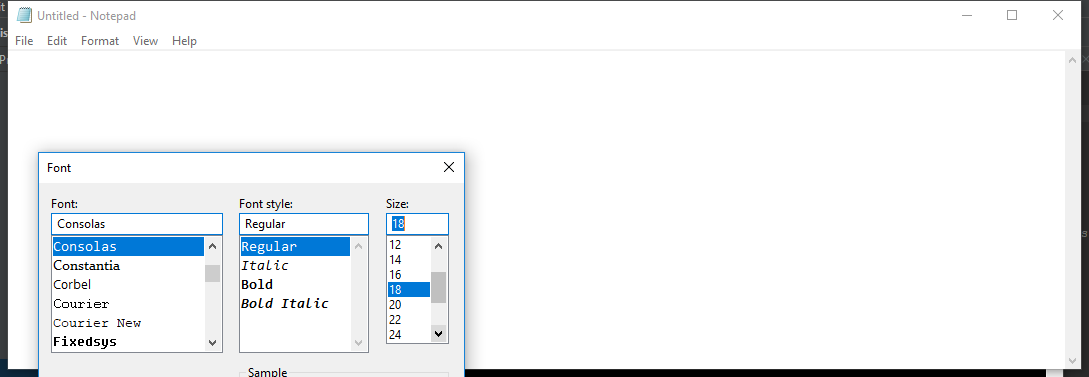 Untitled - Notepad
File Edit Format View Help
Font
Font: Font style: Size:
Consolas Regular 18
Consolas Regular 12
Constantia Italic 14
Corbel Bold 16
Courier Bold Italic 18
Courier New 20
Fixedsys 22
24
Sample